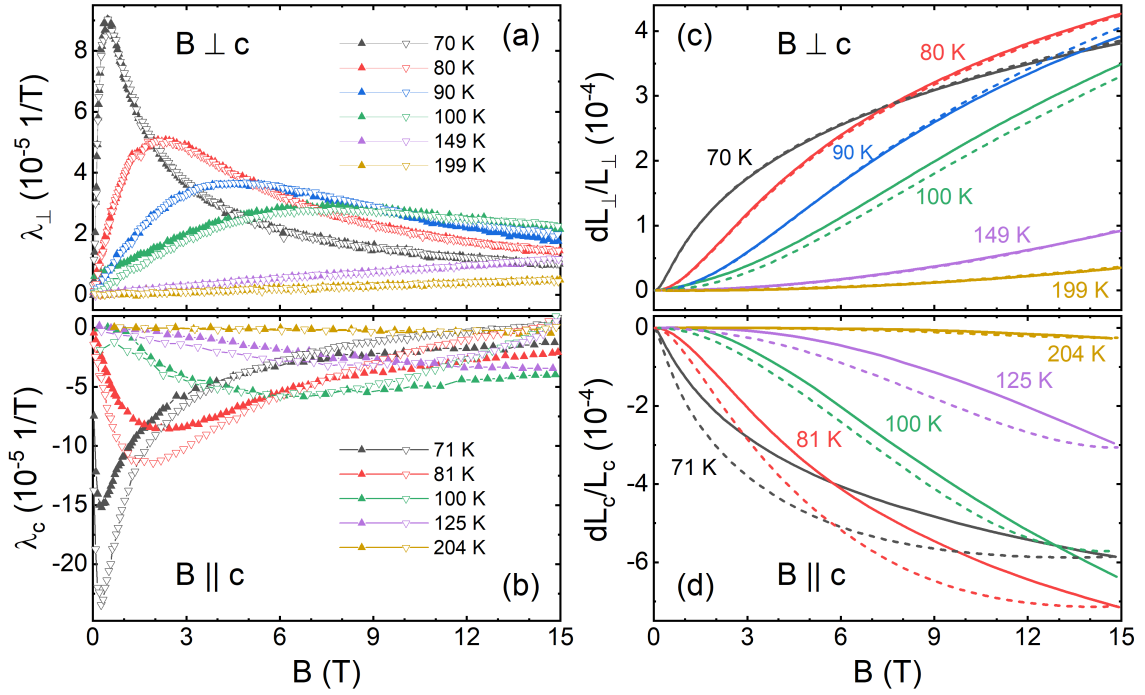 B ⊥ c
(a)
70 K
80 K
90 K
100 K
149 K
199 K
8
6
4
2
0
λ⊥ (10⁻⁵ 1/T)
B ⊥ c
(c)
80 K
70 K
90 K
100 K
149 K
199 K
4
3
2
1
0
dL⊥/L⊥ (10⁻⁴)
0
-5
-10
-15
-20
λc (10⁻⁵ 1/T)
71 K
81 K
100 K
125 K
204 K
B || c
(b)
0 3 6 9 12 15
B (T)
0
-2
-4
-6
dLc/Lc (10⁻⁴)
204 K
125 K
100 K
81 K
71 K
B || c
(d)
0 3 6 9 12 15
B (T)